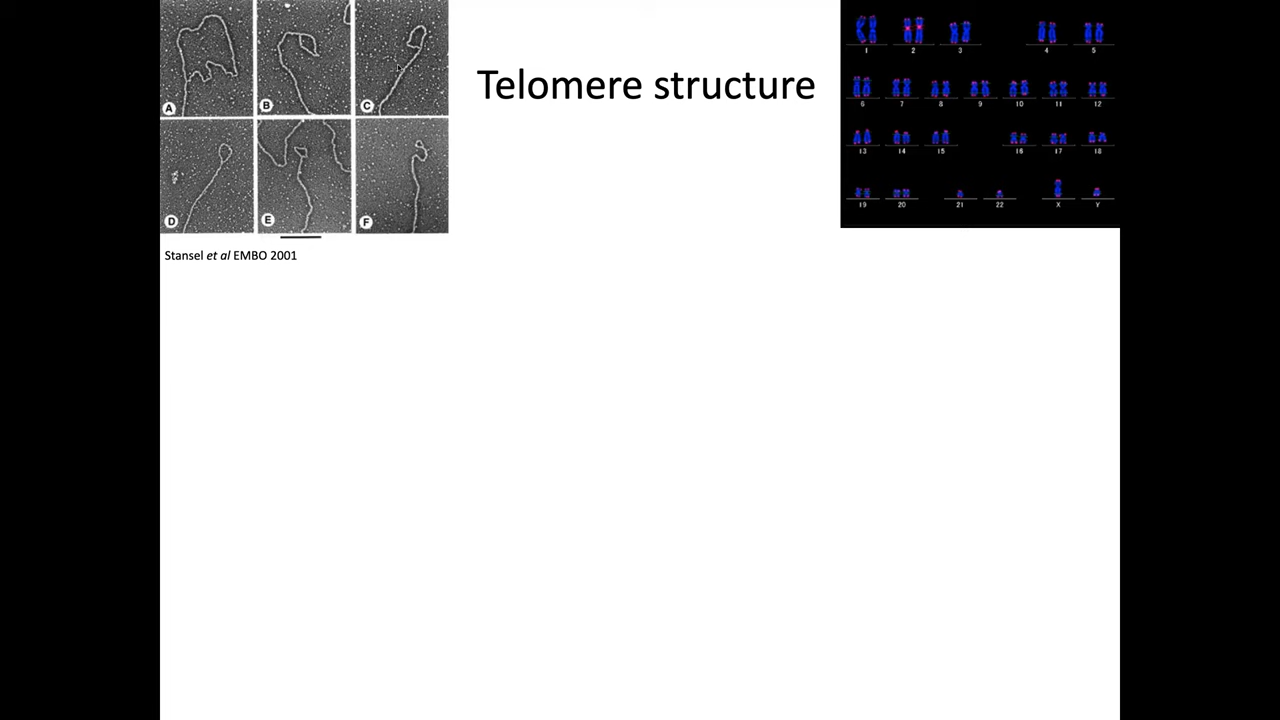 A
B
C
D
E
F
Stansel et al EMBO 2001
Telomere structure
1 2 3 4 5
6 7 8 9 10 11 12
13 14 15 16 17 18
19 20 21 22 X Y